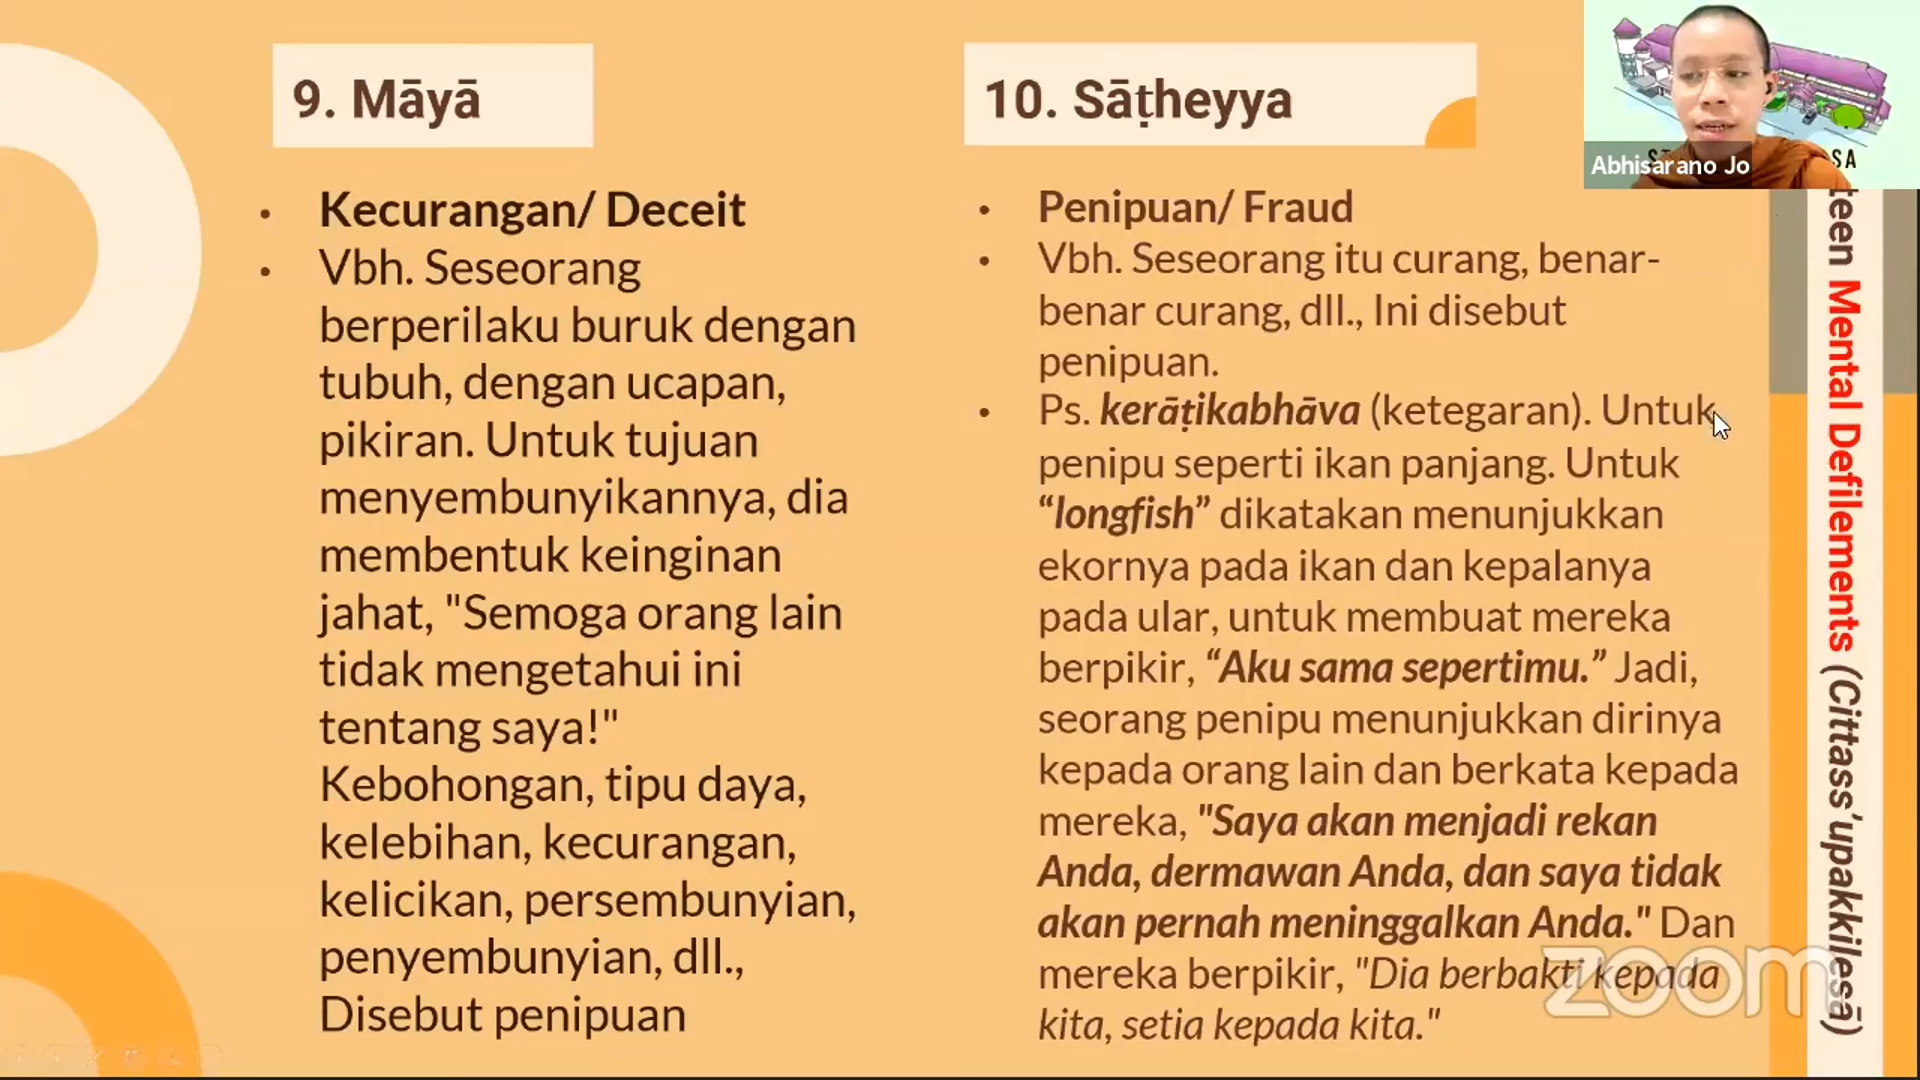 9. Māyā
• Kecurangan/ Deceit
• Vbh. Seseorang
berperilaku buruk dengan
tubuh, dengan ucapan,
pikiran. Untuk tujuan
menyembunyikannya, dia
membentuk keinginan
jahat, "Semoga orang lain
tidak mengetahui ini
tentang saya!"
Kebohongan, tipu daya,
kelebihan, kecurangan,
kelicikan, persembunyian,
penyembunyian, dll.,
Disebut penipuan
10. Sāṭheyya
• Penipuan/ Fraud
• Vbh. Seseorang itu curang, benar-
benar curang, dll., Ini disebut
penipuan.
• Ps. kerāṭikabhāva (ketegaran). Untuk
penipu seperti ikan panjang. Untuk
“longfish” dikatakan menunjukkan
ekornya pada ikan dan kepalanya
pada ular, untuk membuat mereka
berpikir, “Aku sama sepertimu.” Jadi,
seorang penipu menunjukkan dirinya
kepada orang lain dan berkata kepada
mereka, "Saya akan menjadi rekan
Anda, dermawan Anda, dan saya tidak
akan pernah meninggalkan Anda." Dan
mereka berpikir, "Dia berbakti kepada
kita, setia kepada kita."
Abhisarano Jo
teen Mental Defilements (Cittass'upakkilesā)
zoom